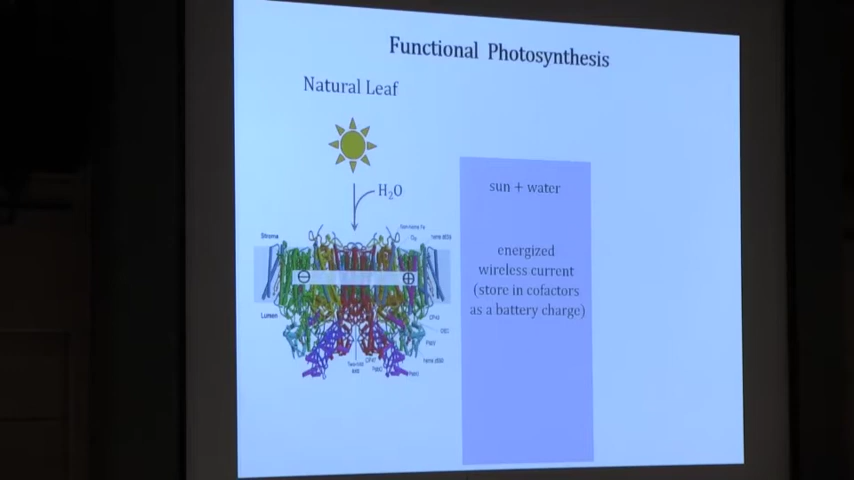 Functional Photosynthesis
Natural Leaf
H₂O
sun + water
energized
wireless current
(store in cofactors
as a battery charge)
Stroma
Lumen